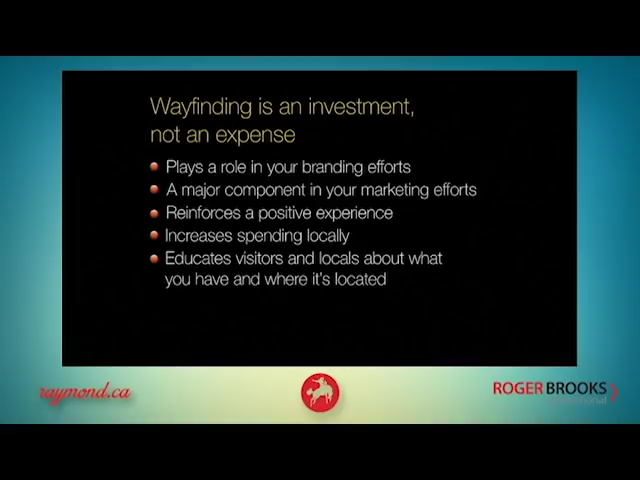 Wayfinding is an investment,
not an expense
Plays a role in your branding efforts
A major component in your marketing efforts
Reinforces a positive experience
Increases spending locally
Educates visitors and locals about what
you have and where it's located
raymond.ca
ROGER BROOKS